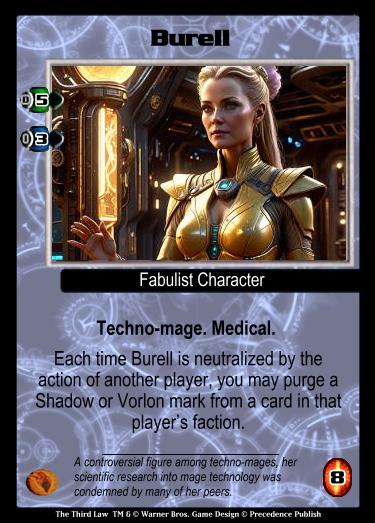 Burell
D 5
I 3
Fabulist Character
Techno-mage. Medical.
Each time Burell is neutralized by the
action of another player, you may purge a
Shadow or Vorlon mark from a card in that
player's faction.
A controversial figure among techno-mages, her
scientific research into mage technology was
condemned by many of her peers.
8
The Third Law TM & © Warner Bros. Game Design © Precedence Publish